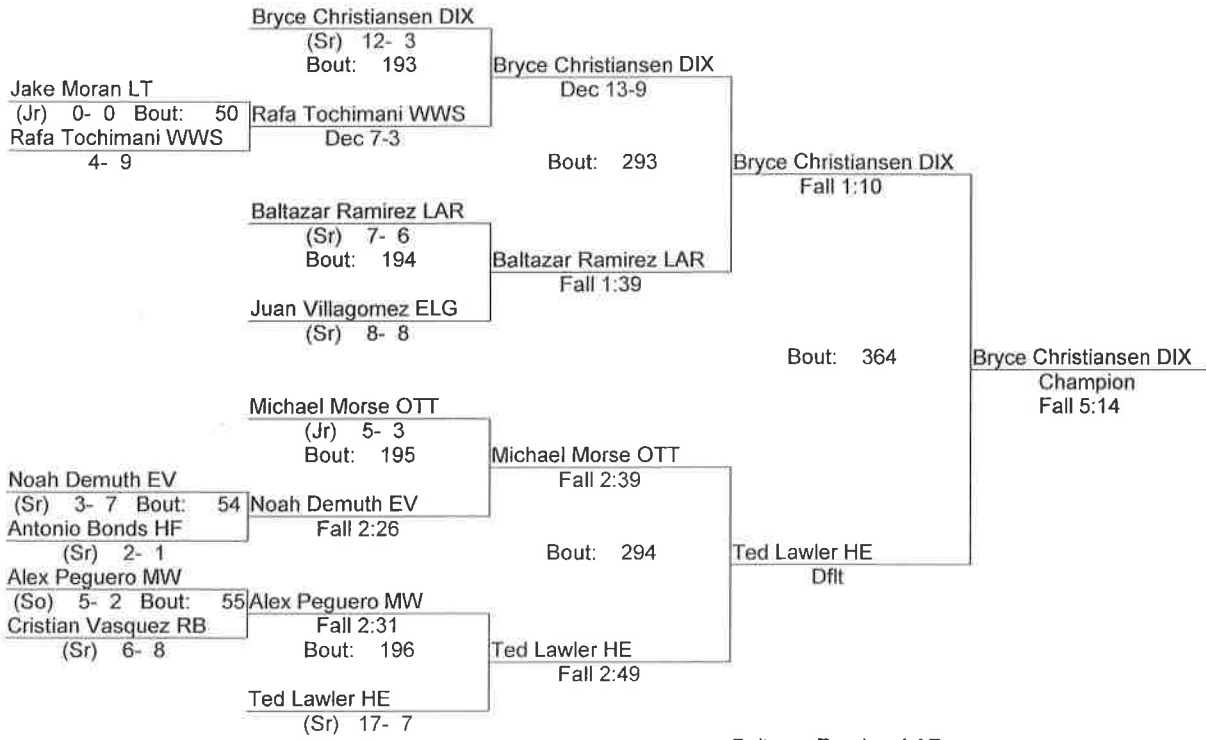 Bryce Christiansen DIX
(Sr) 12- 3
Bout: 193
Bryce Christiansen DIX
Dec 13-9
Jake Moran LT
(Jr) 0- 0 Bout: 50
Rafa Tochimani WWS
Rafa Tochimani WWS
Dec 7-3
4- 9
Bout: 293
Bryce Christiansen DIX
Fall 1:10
Baltazar Ramirez LAR
(Sr) 7- 6
Bout: 194
Baltazar Ramirez LAR
Fall 1:39
Juan Villagomez ELG
(Sr) 8- 8
Bout: 364
Bryce Christiansen DIX
Champion
Fall 5:14
Michael Morse OTT
(Jr) 5- 3
Bout: 195
Michael Morse OTT
Fall 2:39
Noah Demuth EV
(Sr) 3- 7 Bout: 54
Noah Demuth EV
Fall 2:26
Antonio Bonds HF
(Sr) 2- 1
Bout: 294
Ted Lawler HE
Dflt
Alex Peguero MW
(So) 5- 2 Bout: 55
Alex Peguero MW
Fall 2:31
Cristian Vasquez RB
(Sr) 6- 8
Bout: 196
Ted Lawler HE
Fall 2:49
Ted Lawler HE
(Sr) 17- 7